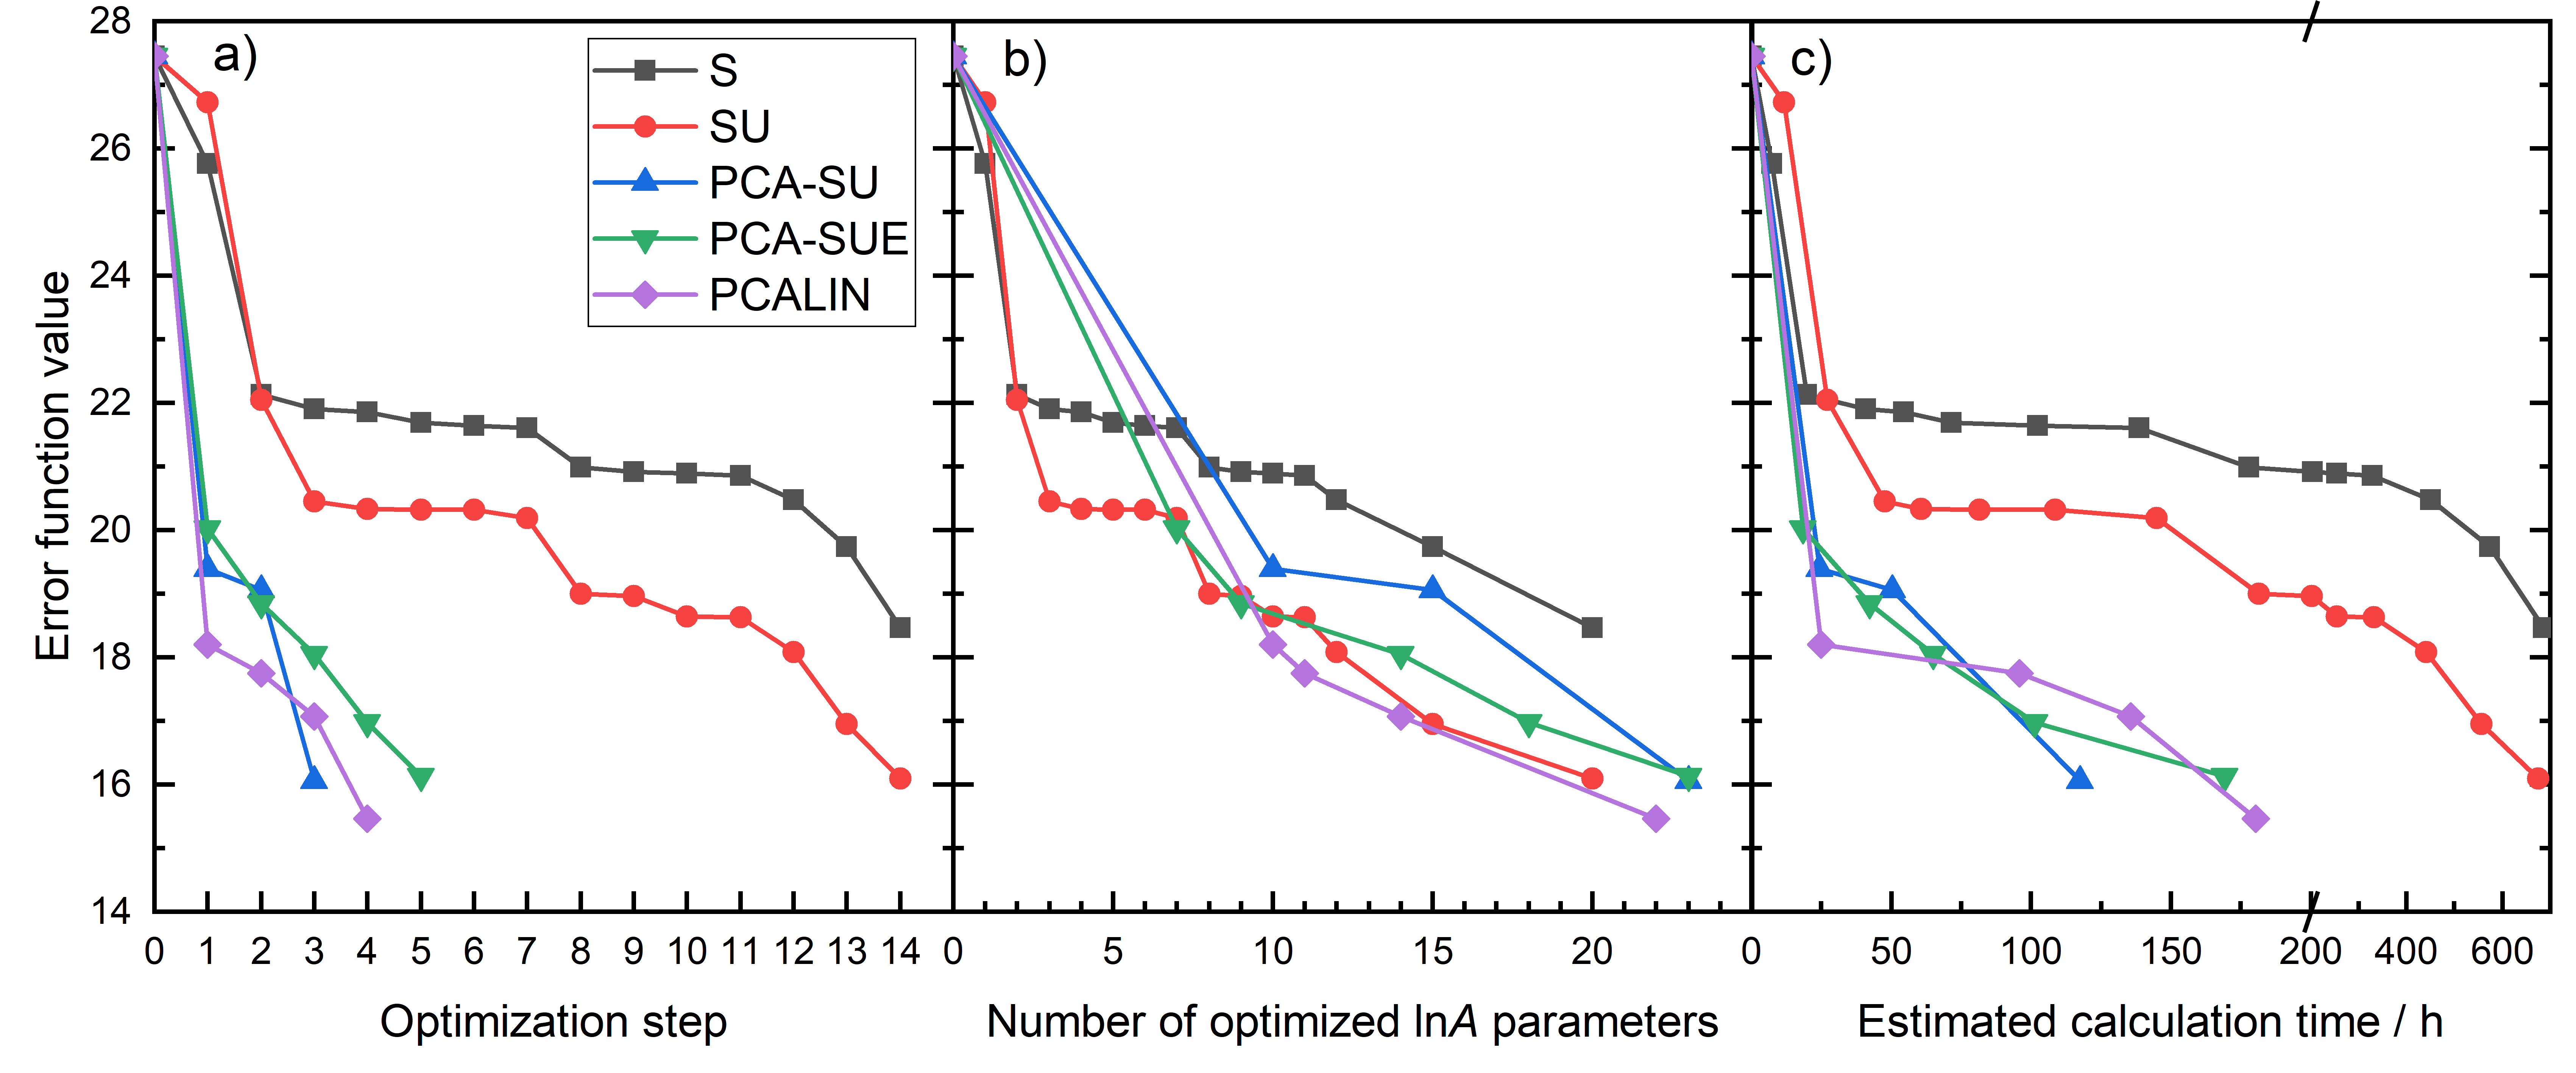 28
26
24
22
20
18
16
14
Error function value
a)
S
SU
PCA-SU
PCA-SUE
PCALIN
0 1 2 3 4 5 6 7 8 9 10 11 12 13 14
Optimization step
b)
0 5 10 15 20
Number of optimized lnA parameters
c)
0 50 100 150 200 400 600
Estimated calculation time / h